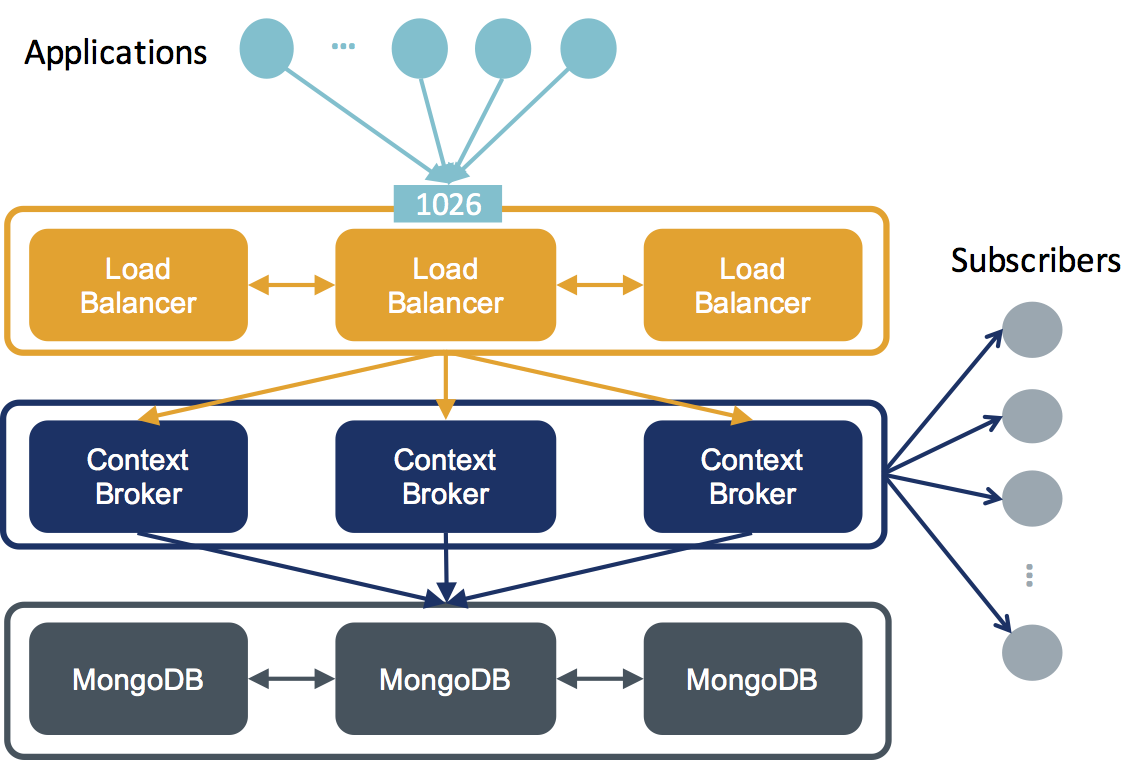 Applications
...
1026
Load
Balancer
Load
Balancer
Load
Balancer
Subscribers
Context
Broker
Context
Broker
Context
Broker
...
MongoDB
MongoDB
MongoDB